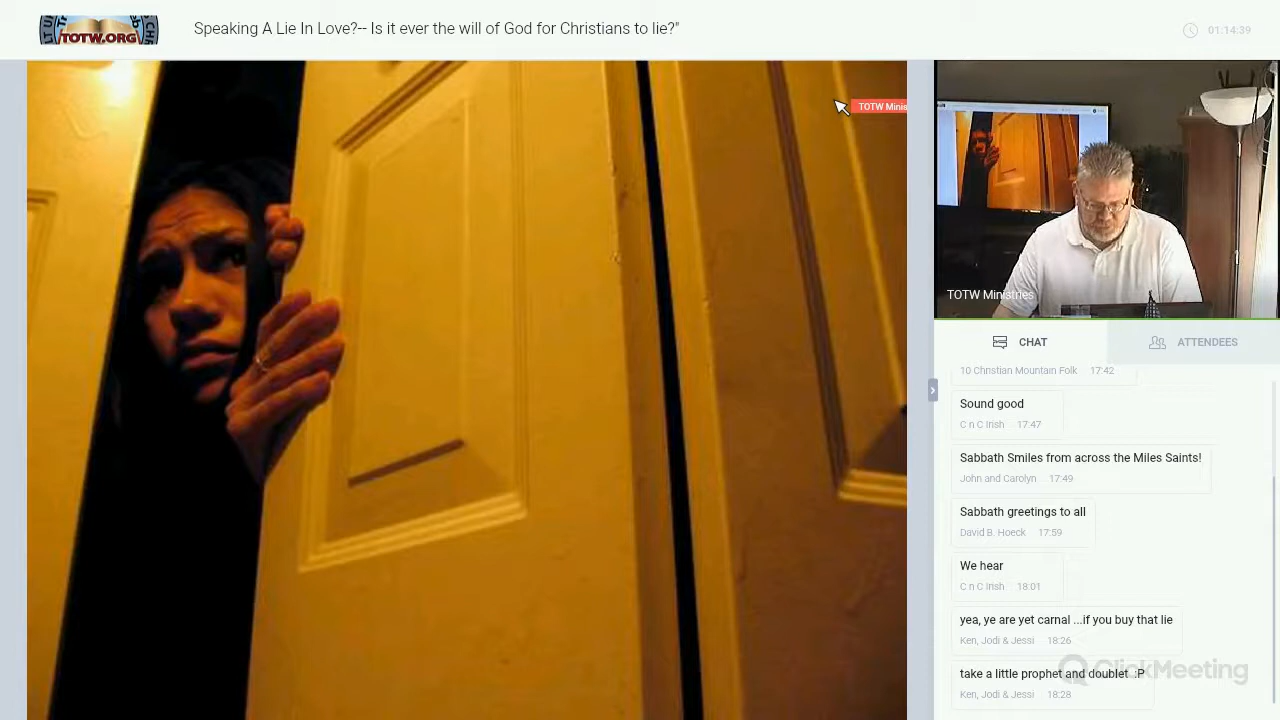 TOTW.ORG
Speaking A Lie In Love?-- Is it ever the will of God for Christians to lie?"
01:14:39
TOTW Minis
TOTW Ministries
CHAT
ATTENDEES
10 Christian Mountain Folk 17:42
Sound good
C n C Irish 17:47
Sabbath Smiles from across the Miles Saints!
John and Carolyn 17:49
Sabbath greetings to all
David B. Hoeck 17:59
We hear
C n C Irish 18:01
yea, ye are yet carnal ...if you buy that lie
Ken, Jodi & Jessi 18:26
take a little prophet and doublet :P
Ken, Jodi & Jessi 18:28
ClickMeeting